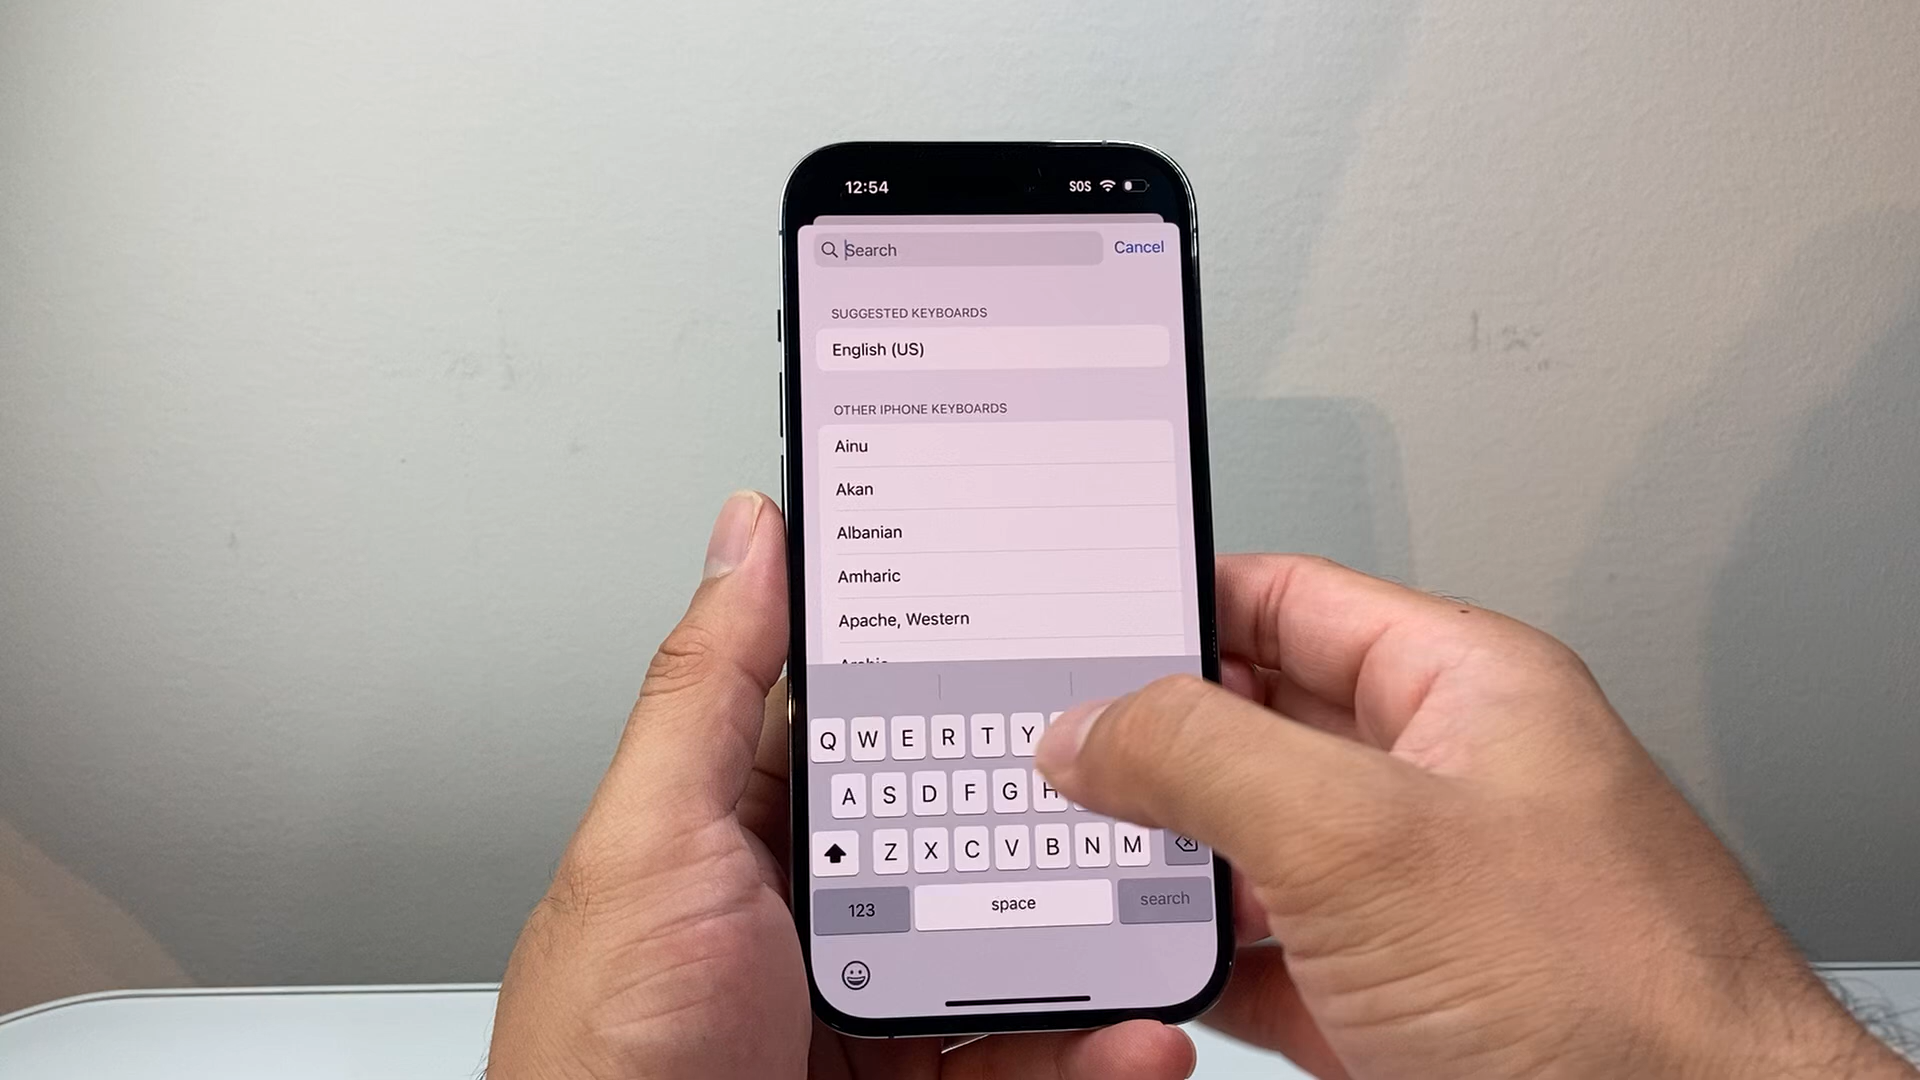 12:54 SOS
Search Cancel
SUGGESTED KEYBOARDS
English (US)
OTHER IPHONE KEYBOARDS
Ainu
Akan
Albanian
Amharic
Apache, Western
Arabic
Q W E R T Y
A S D F G H
Z X C V B N M
123 space search